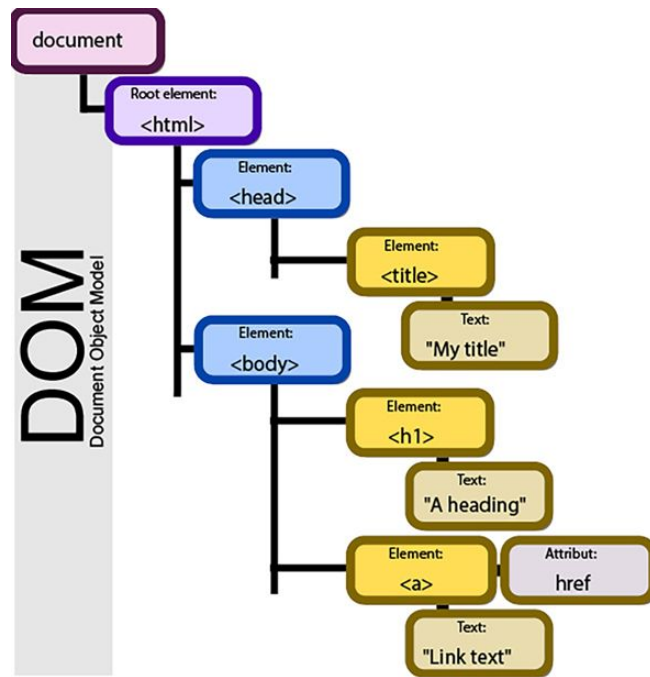 document
Root element:
<html>
Element:
<head>
Element:
<title>
Text:
"My title"
Element:
<body>
Element:
<h1>
Text:
"A heading"
Element:
<a>
Attribut:
href
Text:
"Link text"
DOM
Document Object Model